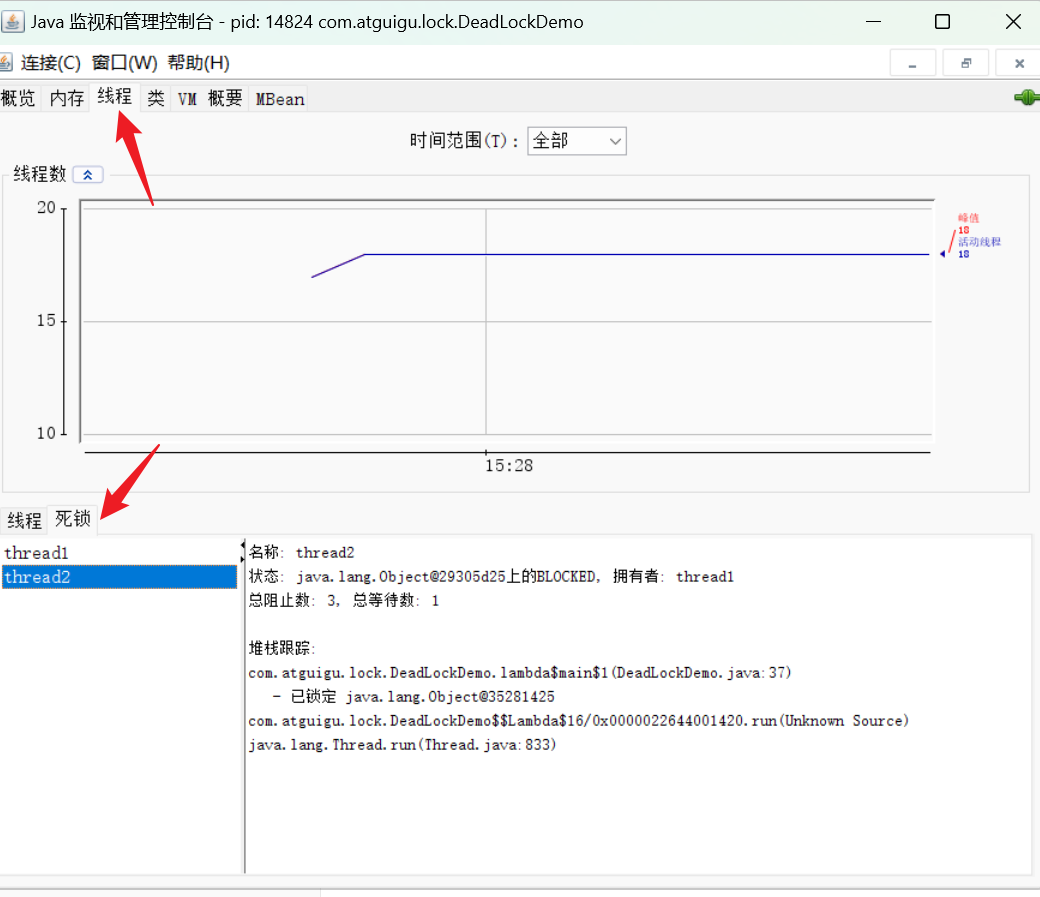 Java 监视和管理控制台 - pid: 14824 com.atguigu.lock.DeadLockDemo
连接(C) 窗口(W) 帮助(H)
概览 内存 线程 类 VM 概要 MBean
时间范围(T): 全部
线程数
20
峰值
18
活动线程
18
15
10
15:28
线程 死锁
thread1
thread2
名称: thread2
状态: java.lang.Object@29305d25上的BLOCKED, 拥有者: thread1
总阻止数: 3, 总等待数: 1
堆栈跟踪:
com.atguigu.lock.DeadLockDemo.lambda$main$1(DeadLockDemo.java:37)
- 已锁定 java.lang.Object@35281425
com.atguigu.lock.DeadLockDemo$$Lambda$16/0x0000022644001420.run(Unknown Source)
java.lang.Thread.run(Thread.java:833)